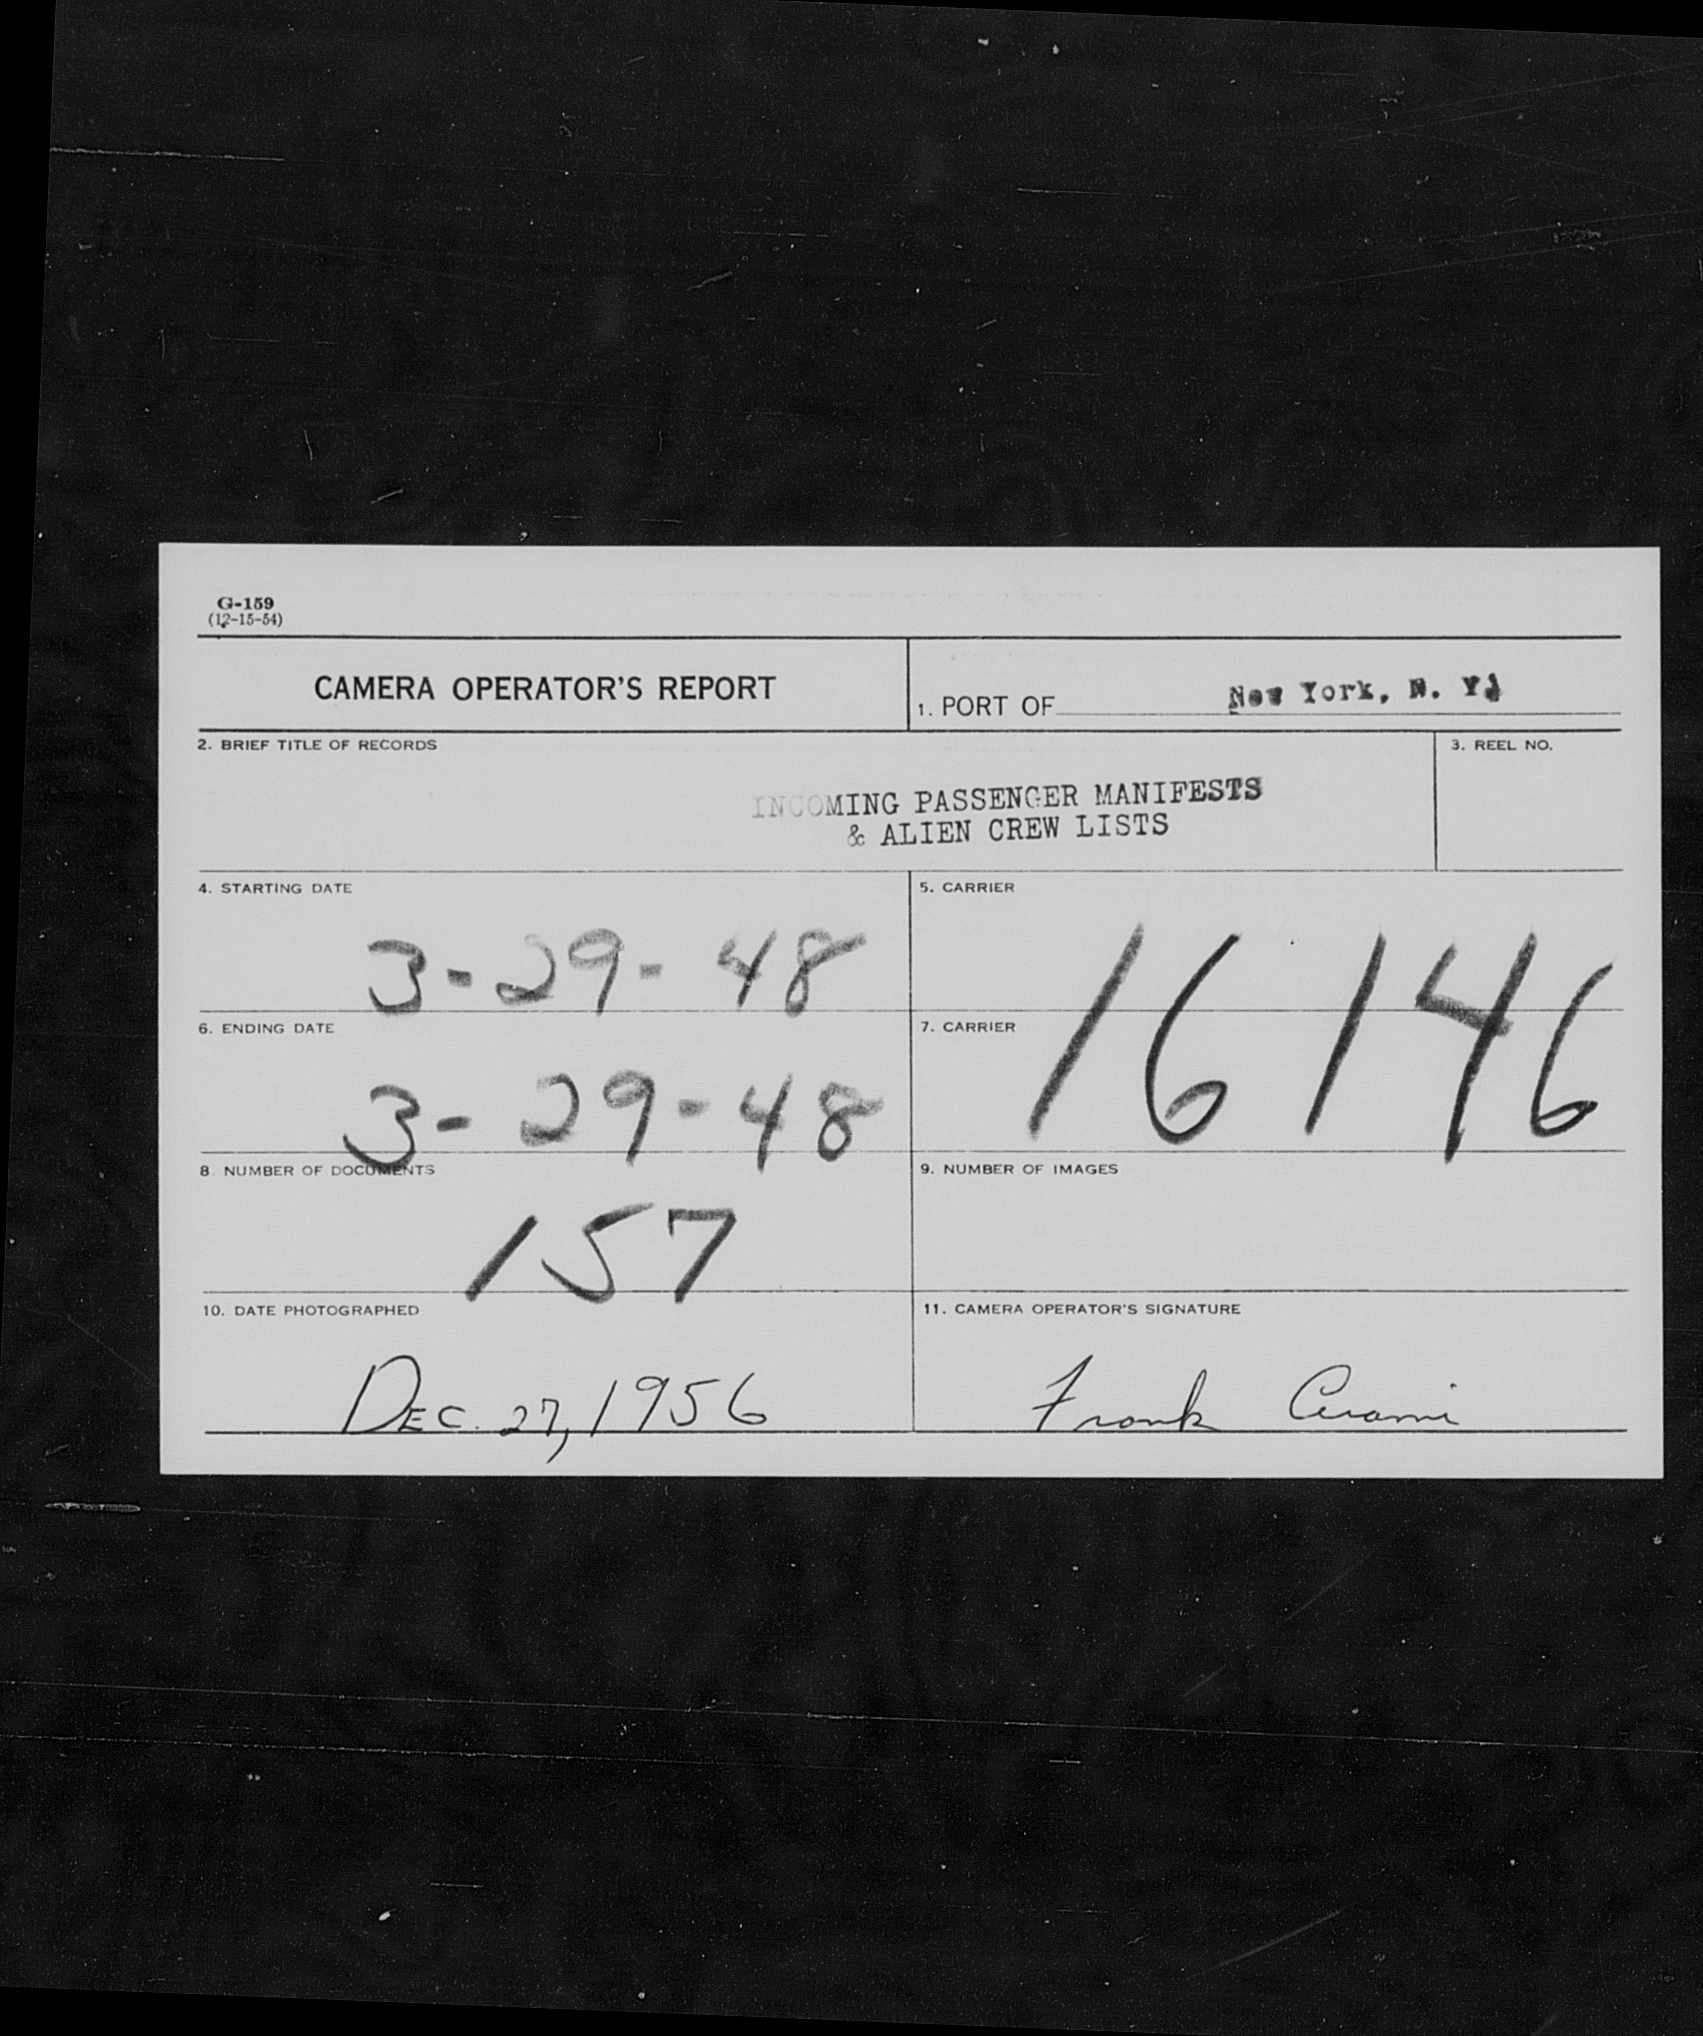 G-159
(12-15-54)
CAMERA OPERATOR'S REPORT
1. PORT OF New York, N. Y.
2. BRIEF TITLE OF RECORDS
3. REEL NO.
INCOMING PASSENGER MANIFESTS
& ALIEN CREW LISTS
4. STARTING DATE
3-29-48
5. CARRIER
16146
6. ENDING DATE
3-29-48
7. CARRIER
8. NUMBER OF DOCUMENTS
157
9. NUMBER OF IMAGES
10. DATE PHOTOGRAPHED
DEC. 27, 1956
11. CAMERA OPERATOR'S SIGNATURE
Frank Cerami